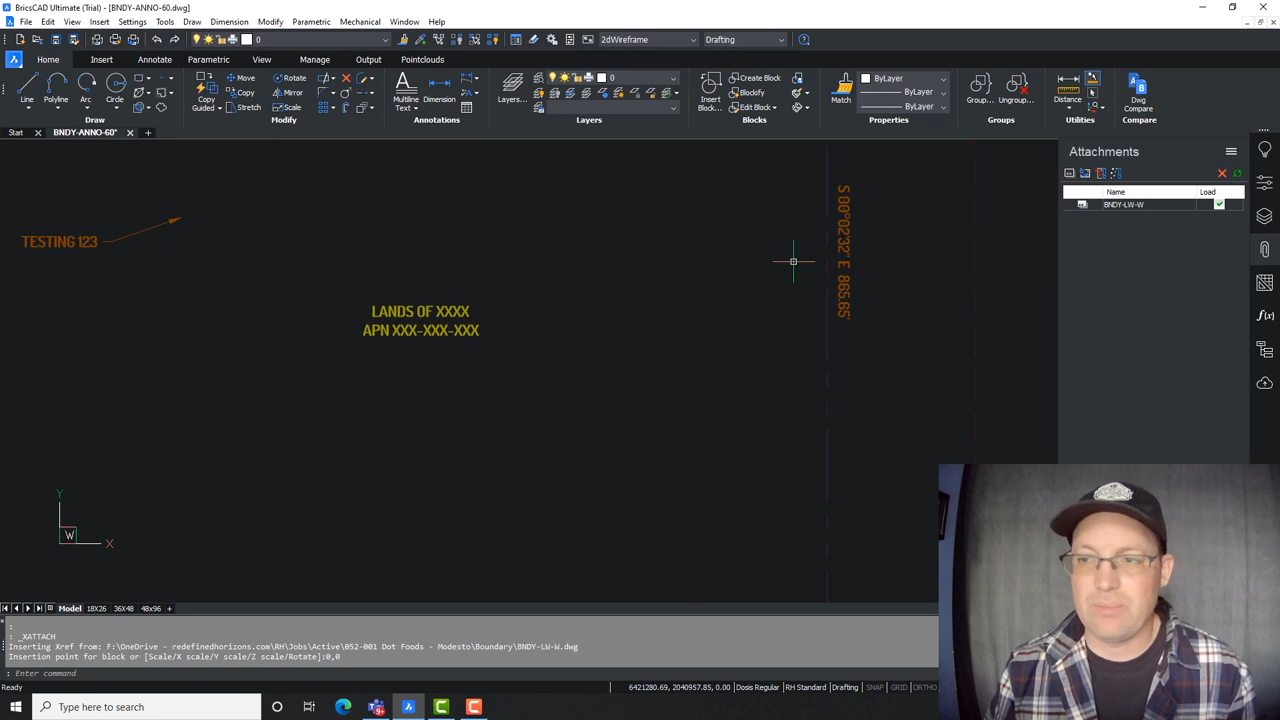 BricsCAD Ultimate (Trial) - [BNDY-ANNO-60.dwg]
File Edit View Insert Settings Tools Draw Dimension Modify Parametric Mechanical Window Help
0 2dWireframe Drafting
Home Insert Annotate Parametric View Manage Output Pointclouds
Line Polyline Arc Circle Copy Guided Move Copy Stretch Rotate Mirror Scale Multiline Text Dimension Layers... 0 Insert Block... Create Block Blockify Edit Block Match ByLayer ByLayer ByLayer Group... Ungroup... Distance Dwg Compare
Draw Modify Annotations Layers Blocks Properties Groups Utilities Compare
Start BNDY-ANNO-60*
Attachments
Name Load
BNDY-LW-W
S 00°02'32" E 865.65'
TESTING 123
LANDS OF XXXX
APN XXX-XXX-XXX
Y
W
X
Model 18X26 36X48 48x96
:
: _XATTACH
Inserting Xref from: F:\OneDrive - redefinedhorizons.com\RH\Jobs\Active\052-001 Dot Foods - Modesto\Boundary\BNDY-LW-W.dwg
Insertion point for block or [Scale/X scale/Y scale/Z scale/Rotate]:0,0
: Enter command
Ready 6421280.69, 2040957.85, 0.00 Dosis Regular RH Standard Drafting SNAP GRID ORTHO
Type here to search